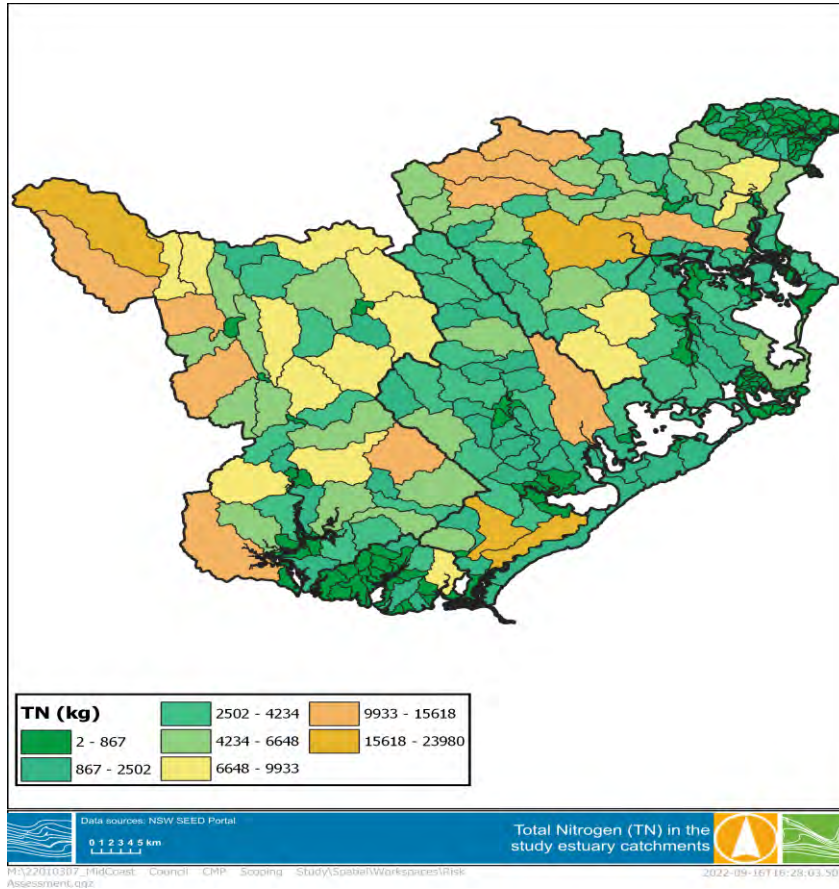 TN (kg)
2 - 867
867 - 2502
2502 - 4234
4234 - 6648
6648 - 9933
9933 - 15618
15618 - 23980
Data sources: NSW SEED Portal
0 1 2 3 4 5 km
Total Nitrogen (TN) in the
study estuary catchments
M:\22010307_MidCoast Council CMP Scoping Study\Spatial\Workspaces\Risk
Assessment.qgz
2022-09-16T16:28:03.